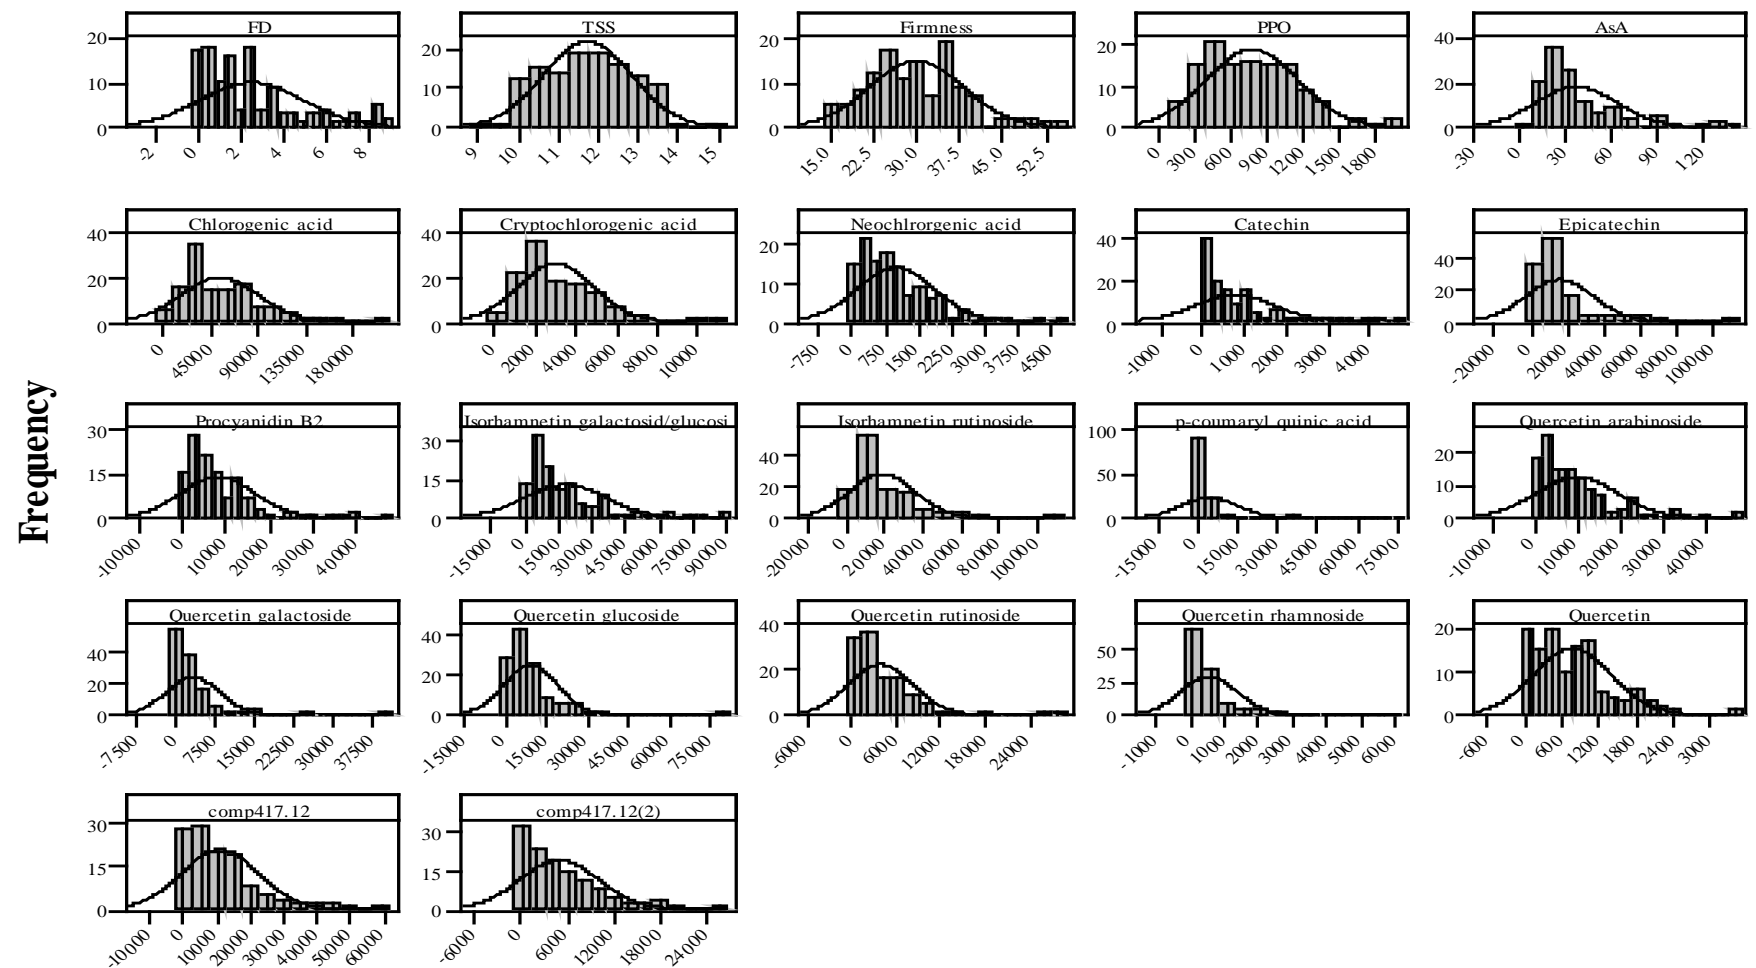 FD TSS Firmness PPO AsA
20 20 20 20 40
10 10 10 10 20
0 0 0 0 0
-2 0 2 4 6 8 9 10 11 12 13 14 15 15.0 22.5 30.0 37.5 45.0 52.5 0 300 600 900 1200 1500 1800 -30 0 30 60 90 120
Chlorogenic acid Cryptochlorogenic acid Neochlrorgenic acid Catechin Epicatechin
40 40 20 40 40
20 20 10 20 20
0 0 0 0 0
0 45000 90000 135000 180000 0 2000 4000 6000 8000 10000 -750 0 750 1500 2250 3000 3750 4500 -1000 0 1000 2000 3000 4000 -20000 0 20000 40000 60000 80000 100000
Frequency
Procyanidin B2 Isorhamnetin galactosid/glucosi Isorhamnetin rutinoside p-coumaryl quinic acid Quercetin arabinoside
30 30 40 100 20
15 15 20 50 10
0 0 0 0 0
-10000 0 10000 20000 30000 40000 -15000 0 15000 30000 45000 60000 75000 90000 -20000 0 20000 40000 60000 80000 100000 -15000 0 15000 30000 45000 60000 75000 -10000 0 10000 20000 30000 40000
Quercetin galactoside Quercetin glucoside Quercetin rutinoside Quercetin rhamnoside Quercetin
40 40 40 50 20
20 20 20 25 10
0 0 0 0 0
-7500 0 7500 15000 22500 30000 37500 -15000 0 15000 30000 45000 60000 75000 -6000 0 6000 12000 18000 24000 -1000 0 1000 2000 3000 4000 5000 6000 -600 0 600 1200 1800 2400 3000
comp417.12 comp417.12(2)
30 30
15 15
0 0
-10000 0 10000 20000 30000 40000 50000 60000 -6000 0 6000 12000 18000 24000